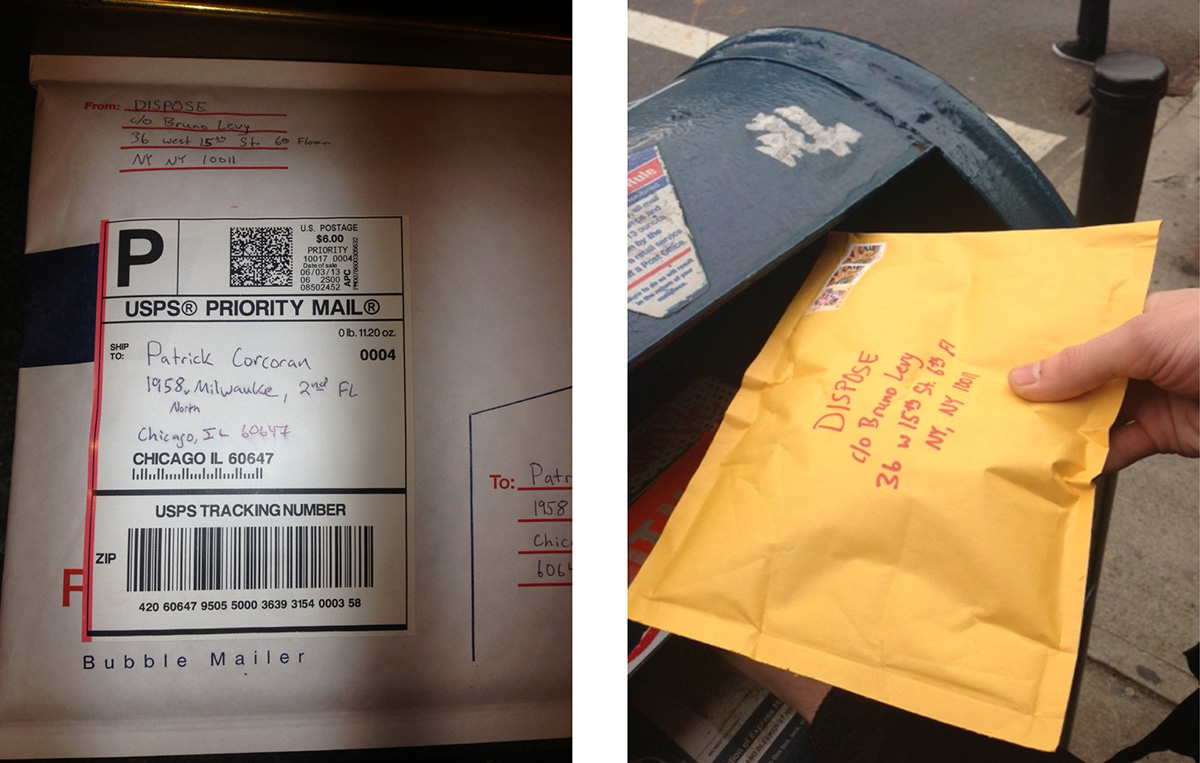 From: DISPOSE
c/o Bruno Levy
36 west 15th St. 6th Floor
NY NY 10011
P
U.S. POSTAGE
$6.00
PRIORITY
10017 0004
Date of sale
06/03/13
06 2S00
08502452
APC
USPS® PRIORITY MAIL®
0 lb. 11.20 oz.
0004
SHIP TO:
Patrick Corcoran
1958 Milwauke, 2nd FL
North
Chicago, IL 60647
CHICAGO IL 60647
USPS TRACKING NUMBER
ZIP
420 60647 9505 5000 3639 3154 0003 58
Bubble Mailer
To: Patr
1958
Chic
6064
DISPOSE
c/o Bruno Levy
36 W 15th St. 6th Fl
NY, NY 10011